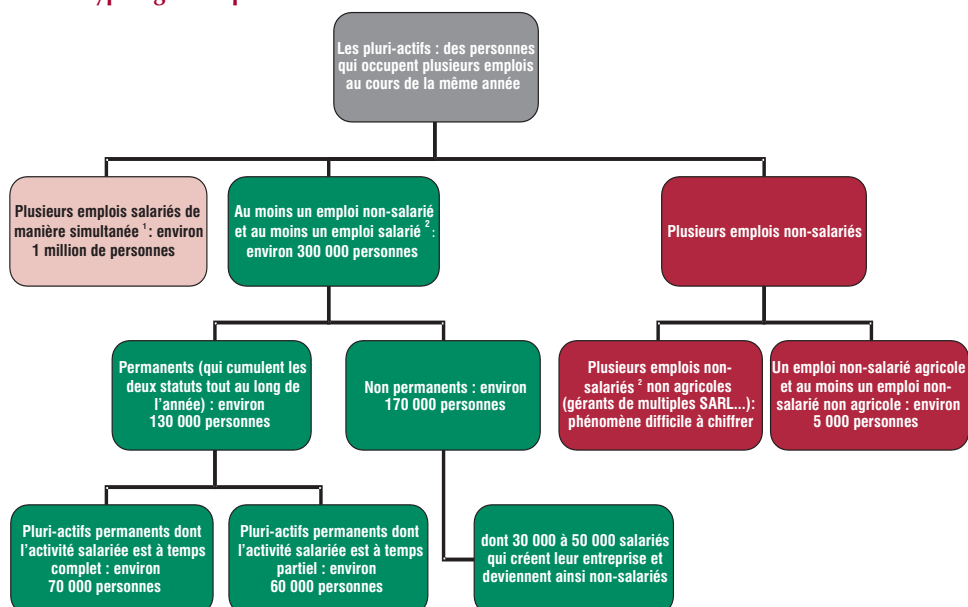 Les pluri-actifs : des personnes
qui occupent plusieurs emplois
au cours de la même année
Plusieurs emplois salariés de
manière simultanée 1 : environ
1 million de personnes
Au moins un emploi non-salarié
et au moins un emploi salarié 2 :
environ 300 000 personnes
Plusieurs emplois non-salariés
Permanents (qui cumulent les
deux statuts tout au long de
l'année) : environ
130 000 personnes
Non permanents : environ
170 000 personnes
Plusieurs emplois non-
salariés 2 non agricoles
(gérants de multiples SARL...):
phénomène difficile à chiffrer
Un emploi non-salarié agricole
et au moins un emploi non-
salarié non agricole : environ
5 000 personnes
Pluri-actifs permanents dont
l'activité salariée est à temps
complet : environ
70 000 personnes
Pluri-actifs permanents dont
l'activité salariée est à temps
partiel : environ
60 000 personnes
dont 30 000 à 50 000 salariés
qui créent leur entreprise et
deviennent ainsi non-salariés